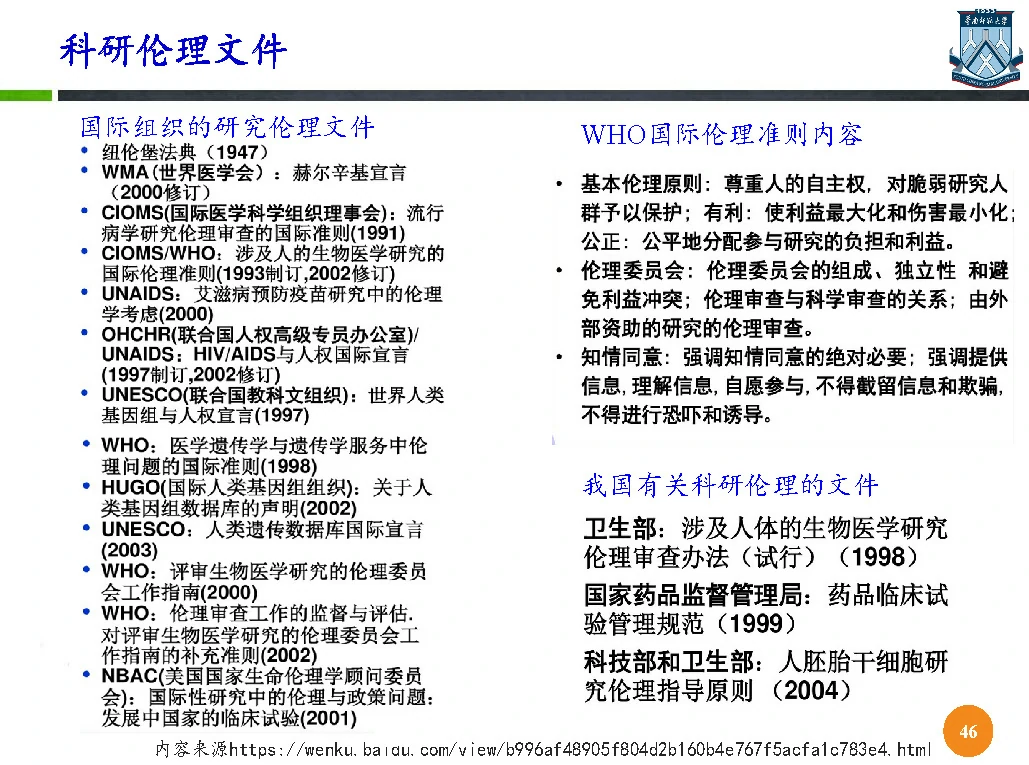 科研伦理文件
国际组织的研究伦理文件
• 纽伦堡法典（1947）
• WMA(世界医学会）：赫尔辛基宣言
（2000修订）
• CIOMS(国际医学科学组织理事会)：流行
病学研究伦理审查的国际准则(1991)
• CIOMS/WHO：涉及人的生物医学研究的
国际伦理准则(1993制订,2002修订)
• UNAIDS：艾滋病预防疫苗研究中的伦理
学考虑(2000)
• OHCHR(联合国人权高级专员办公室)/
UNAIDS：HIV/AIDS与人权国际宣言
(1997制订,2002修订)
• UNESCO(联合国教科文组织)：世界人类
基因组与人权宣言(1997)
• WHO：医学遗传学与遗传学服务中伦
理问题的国际准则(1998)
• HUGO(国际人类基因组组织)：关于人
类基因组数据库的声明(2002)
• UNESCO：人类遗传数据库国际宣言
(2003)
• WHO：评审生物医学研究的伦理委员
会工作指南(2000)
• WHO：伦理审查工作的监督与评估.
对评审生物医学研究的伦理委员会工
作指南的补充准则(2002)
• NBAC(美国国家生命伦理学顾问委员
会)：国际性研究中的伦理与政策问题：
发展中国家的临床试验(2001)
WHO国际伦理准则内容
• 基本伦理原则：尊重人的自主权，对脆弱研究人
群予以保护；有利：使利益最大化和伤害最小化；
公正：公平地分配参与研究的负担和利益。
• 伦理委员会：伦理委员会的组成、独立性 和避
免利益冲突；伦理审查与科学审查的关系；由外
部资助的研究的伦理审查。
• 知情同意：强调知情同意的绝对必要；强调提供
信息,理解信息,自愿参与,不得截留信息和欺骗,
不得进行恐吓和诱导。
我国有关科研伦理的文件
卫生部：涉及人体的生物医学研究
伦理审查办法（试行）（1998）
国家药品监督管理局：药品临床试
验管理规范（1999）
科技部和卫生部：人胚胎干细胞研
究伦理指导原则 （2004）
内容来源https://wenku.baidu.com/view/b996af48905f804d2b160b4e767f5acfa1c783e4.html
46
1933
华南师范大学